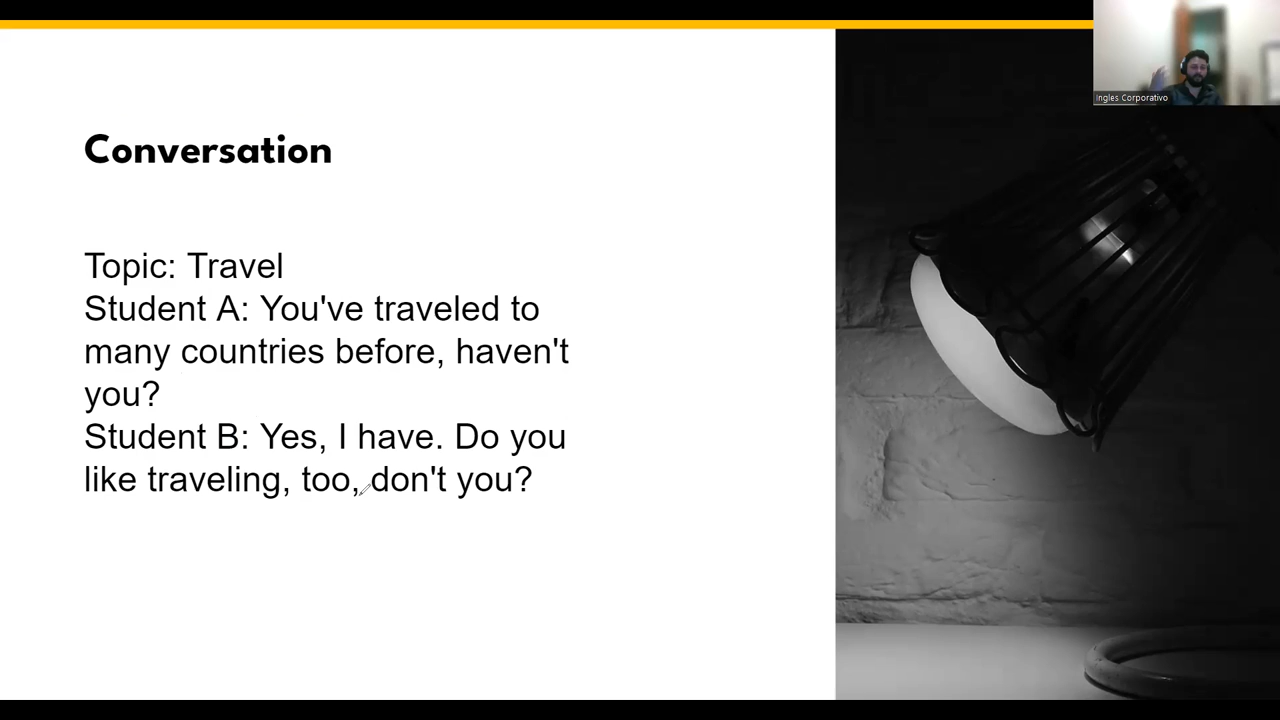 Ingles Corporativo
Conversation
Topic: Travel
Student A: You've traveled to
many countries before, haven't
you?
Student B: Yes, I have. Do you
like traveling, too, don't you?